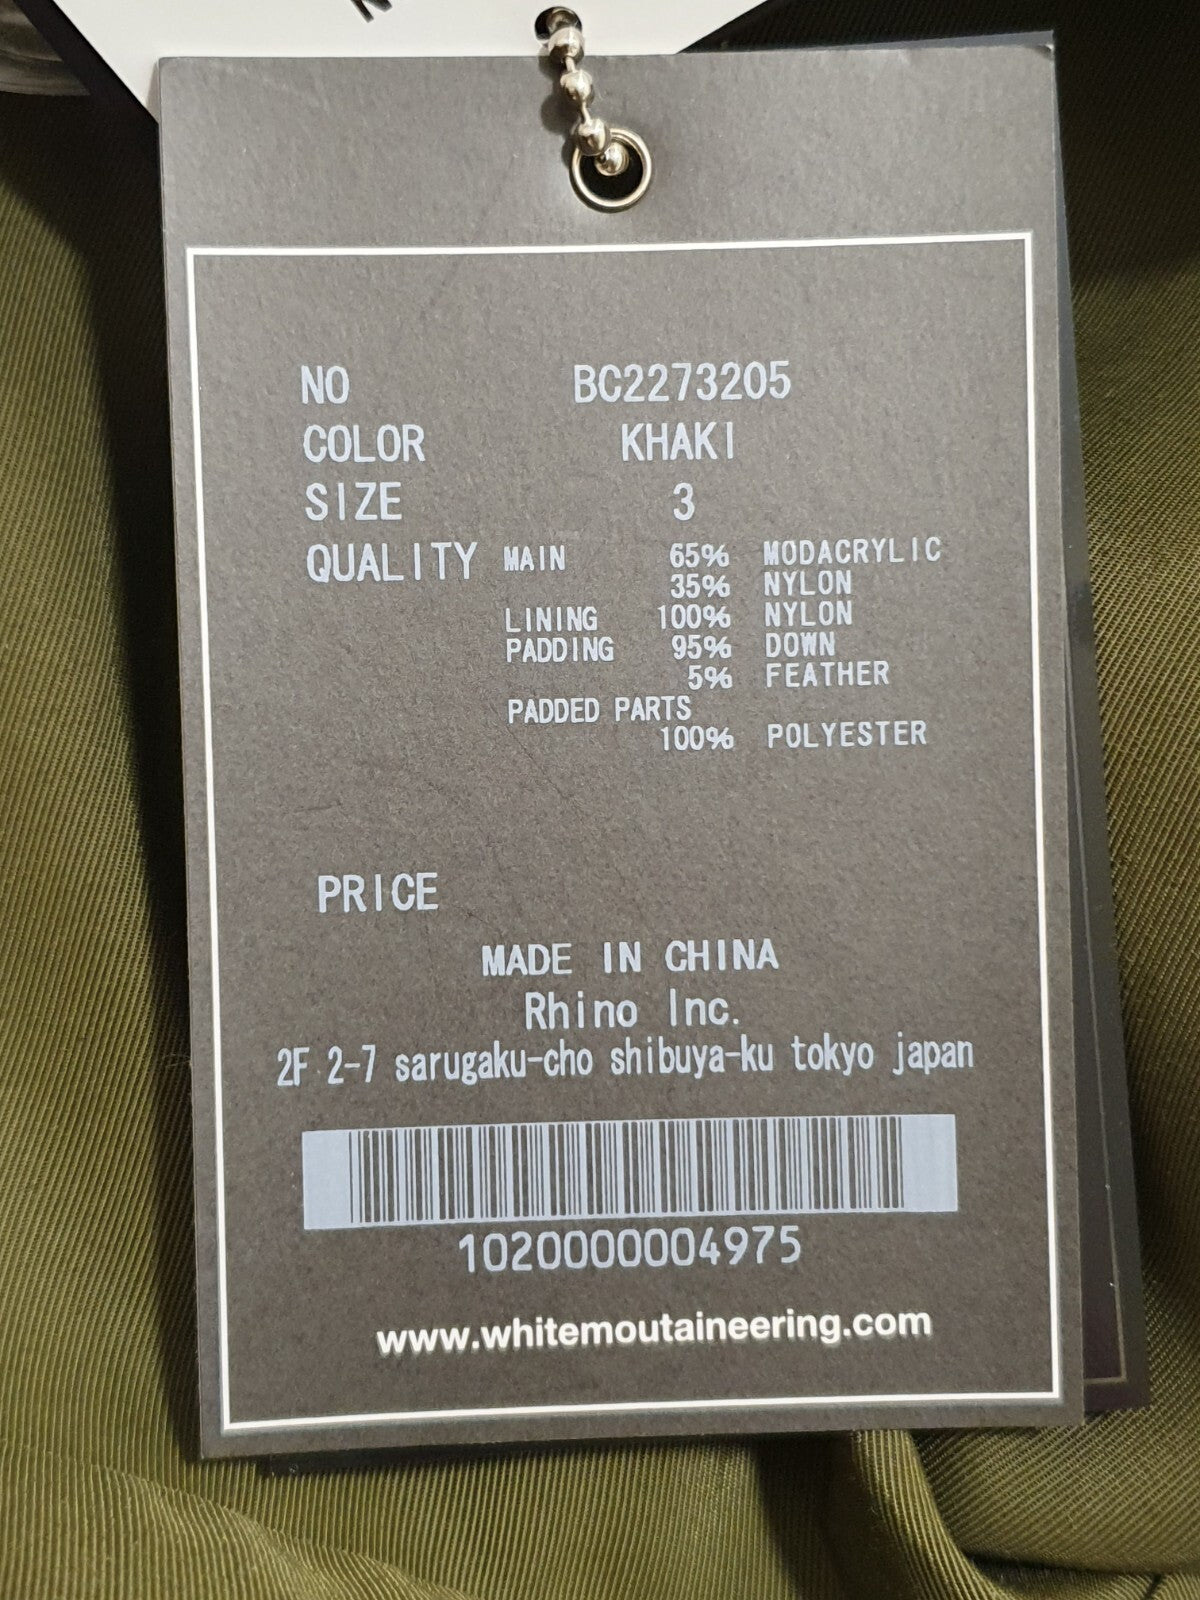 NO BC2273205
COLOR KHAKI
SIZE 3
QUALITY MAIN 65% MODACRYLIC
35% NYLON
LINING 100% NYLON
PADDING 95% DOWN
5% FEATHER
PADDED PARTS
100% POLYESTER
PRICE
MADE IN CHINA
Rhino Inc.
2F 2-7 sarugaku-cho shibuya-ku tokyo japan
1020000004975
www.whitemoutaineering.com